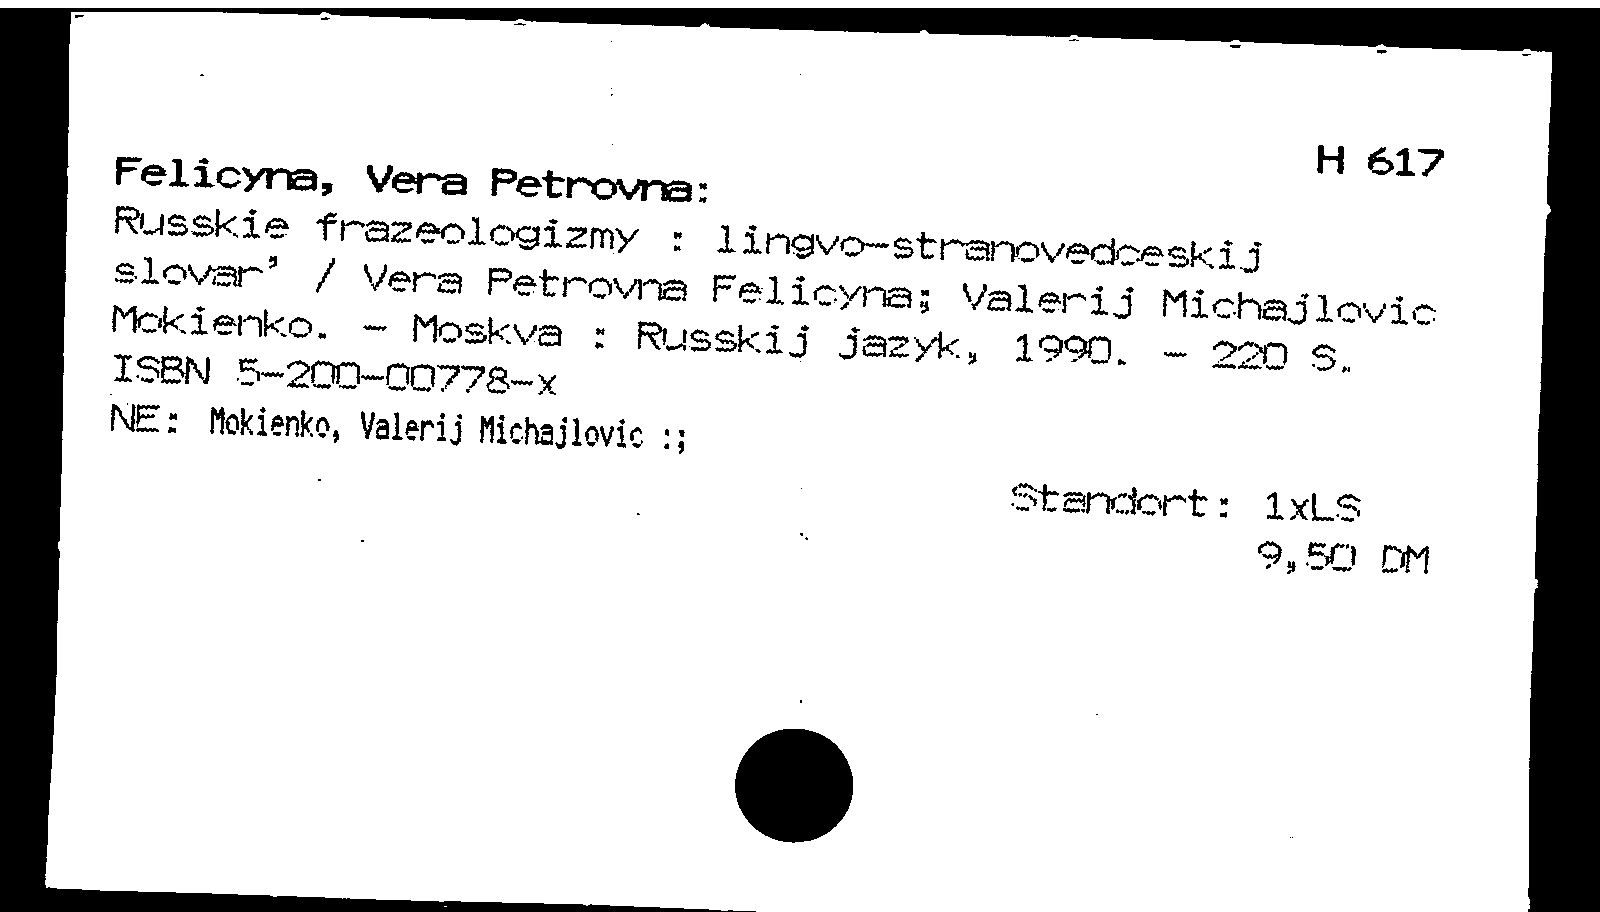 H 617
Felicyna, Vera Petrovna:
Russkie frazeologizmy : lingvo-stranovedceskij
slovar' / Vera Petrovna Felicyna; Valerij Michajlovic
Mokienko. - Moskva : Russkij jazyk, 1990. - 220 S.
ISBN 5-200-00778-x
NE: Mokienko, Valerij Michajlovic :;
Standort: 1xLS
9,50 DM